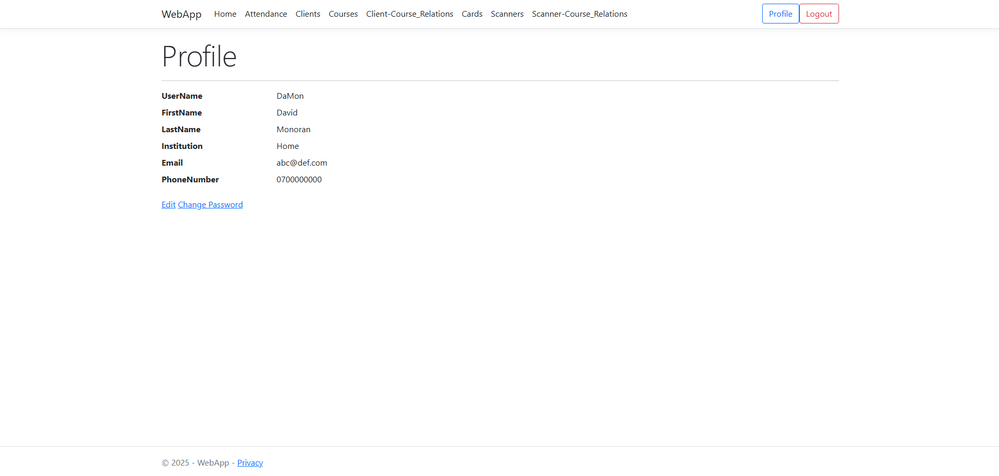 WebApp Home Attendance Clients Courses Client-Course_Relations Cards Scanners Scanner-Course_Relations Profile Logout
Profile
UserName DaMon
FirstName David
LastName Monoran
Institution Home
Email abc@def.com
PhoneNumber 0700000000
Edit Change Password
© 2025 - WebApp - Privacy